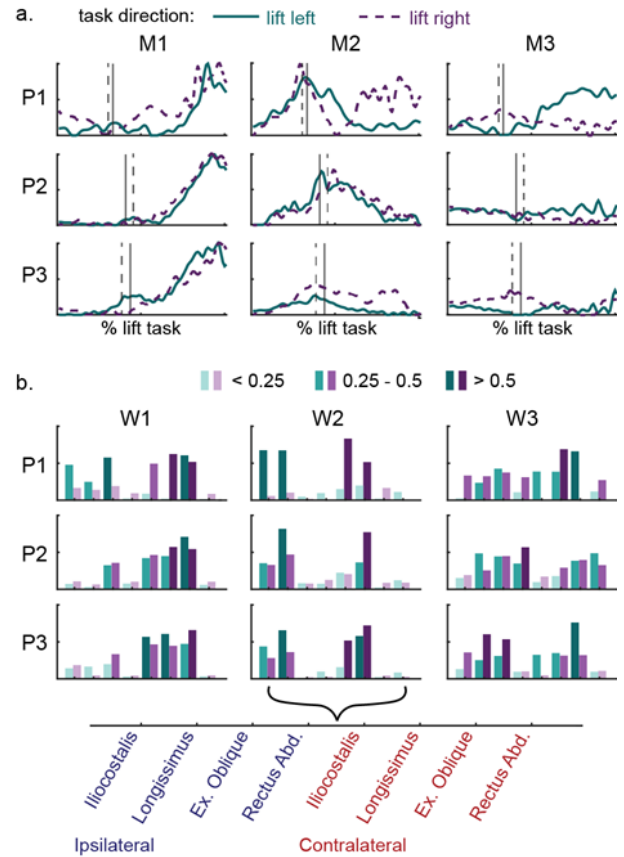 a.
task direction: lift left lift right
M1 M2 M3
P1
P2
P3
% lift task % lift task % lift task
b.
< 0.25 0.25 - 0.5 > 0.5
W1 W2 W3
P1
P2
P3
Iliocostalis Longissimus Ex. Oblique Rectus Abd. Iliocostalis Longissimus Ex. Oblique Rectus Abd.
Ipsilateral Contralateral